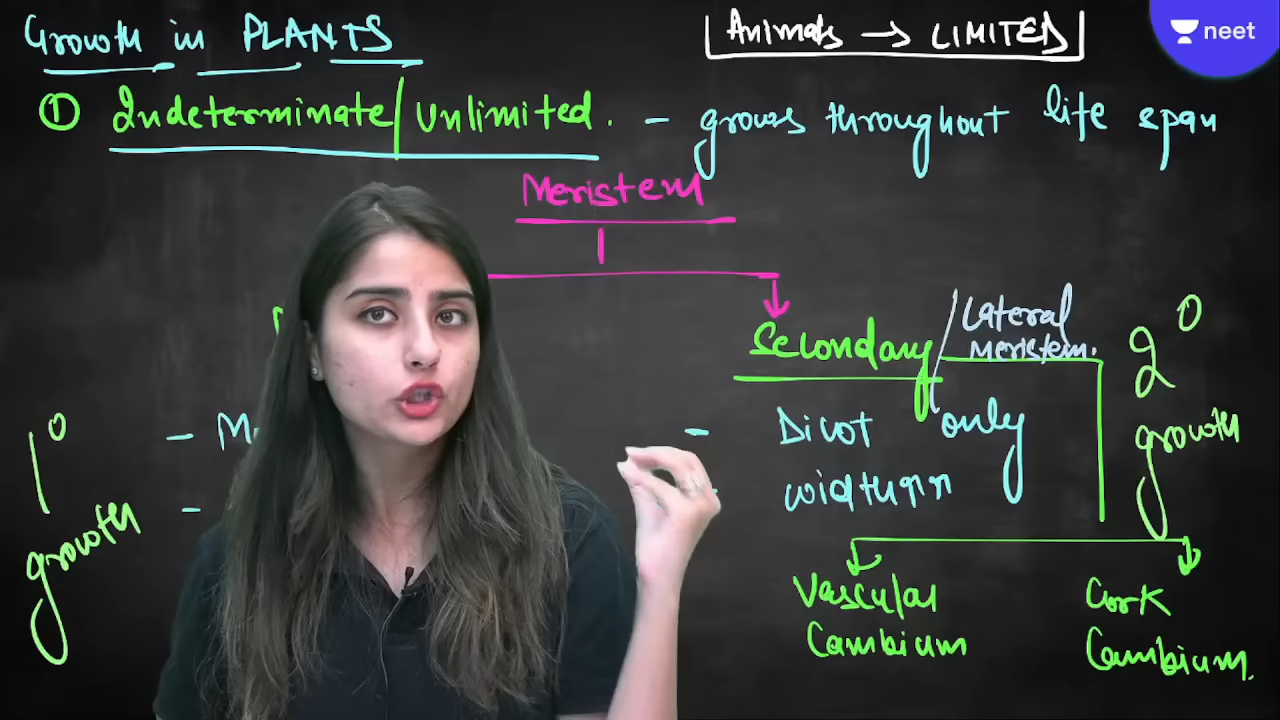 Growth in PLANTS
Animals → LIMITED
neet
① Indeterminate/Unlimited. - grows throughout life span
Meristem
Secondary / Lateral
Meristem.
2° growth
1° growth
- Dicot only
width
Vascular
Cambium
Cork
Cambium.